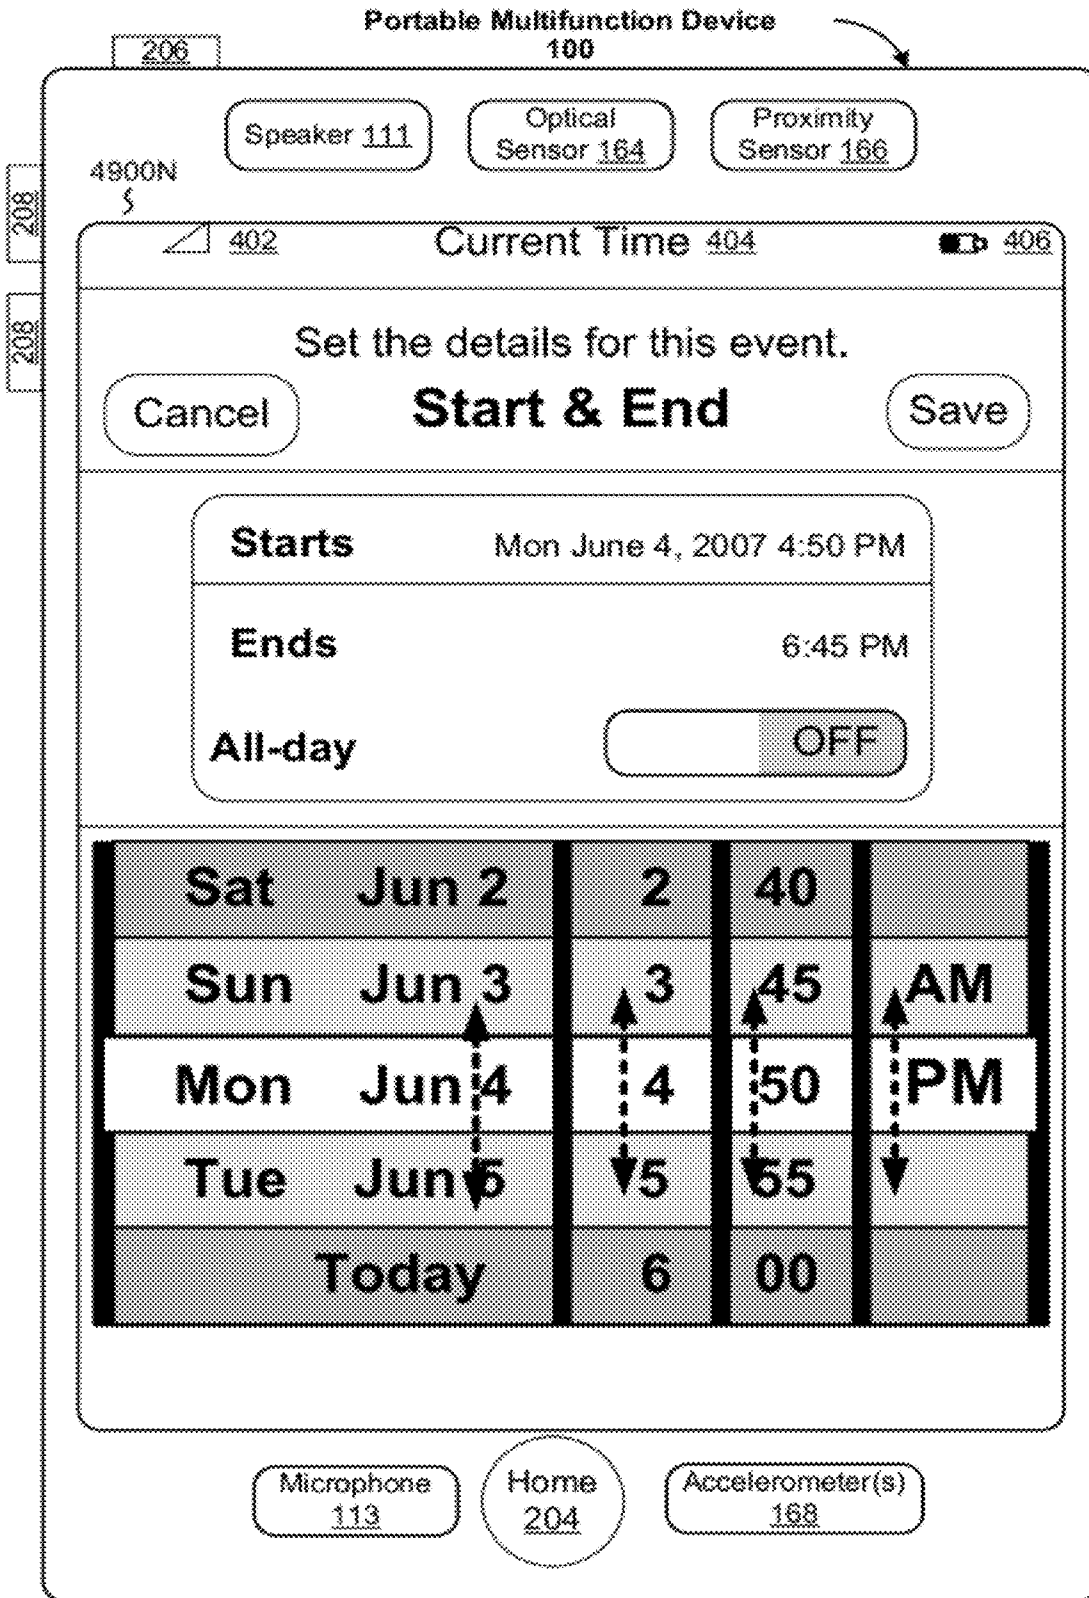 Portable Multifunction Device
100
206
Speaker 111
Optical
Sensor 164
Proximity
Sensor 166
4900N
208
208
402 Current Time 404 406
Set the details for this event.
Cancel Start & End Save
Starts Mon June 4, 2007 4:50 PM
Ends 6:45 PM
All-day OFF
Sat Jun 2 2 40
Sun Jun 3 3 45 AM
Mon Jun 4 4 50 PM
Tue Jun 5 5 55
Today 6 00
Microphone
113
Home
204
Accelerometer(s)
168